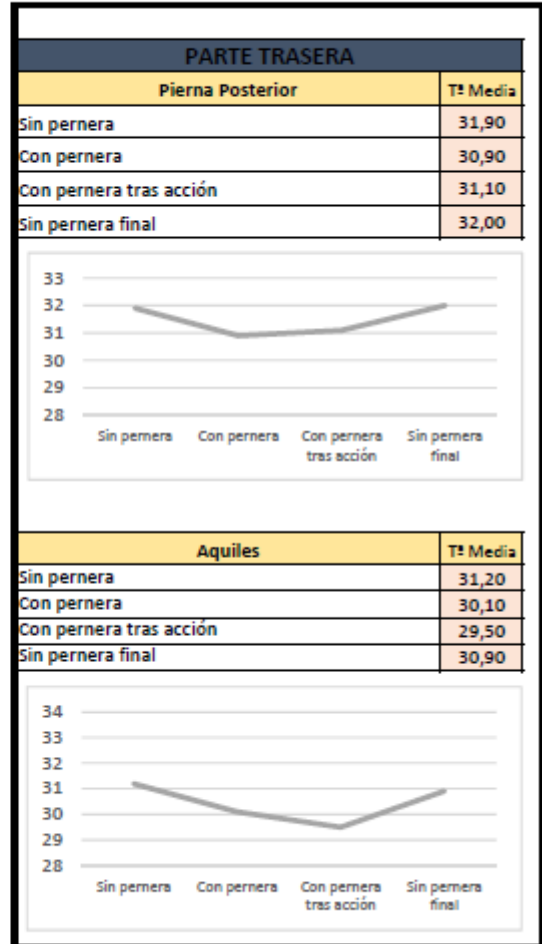 PARTE TRASERA
Pierna Posterior Tª Media
Sin pernera 31,90
Con pernera 30,90
Con pernera tras acción 31,10
Sin pernera final 32,00
33
32
31
30
29
28
Sin pernera Con pernera Con pernera Sin pernera
tras acción final
Aquiles Tª Media
Sin pernera 31,20
Con pernera 30,10
Con pernera tras acción 29,50
Sin pernera final 30,90
34
33
32
31
30
29
28
Sin pernera Con pernera Con pernera Sin pernera
tras acción final